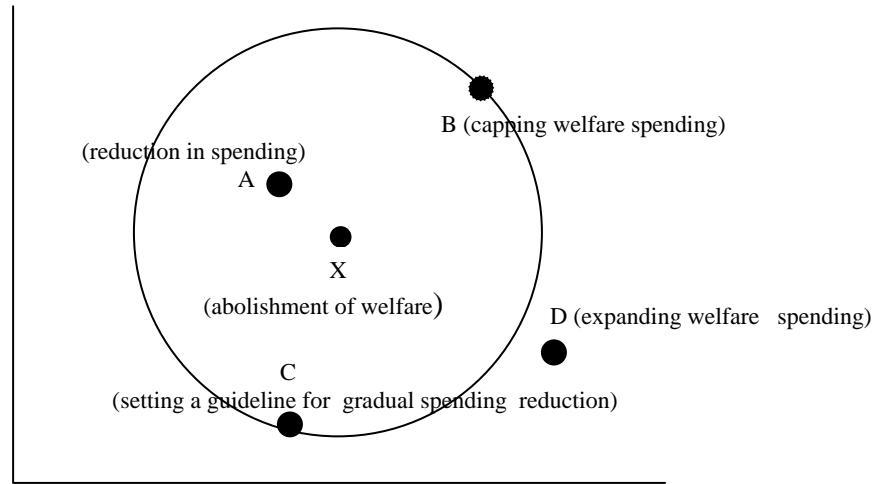 B (capping welfare spending)
(reduction in spending)
A
X
(abolishment of welfare)
D (expanding welfare spending)
C
(setting a guideline for gradual spending reduction)